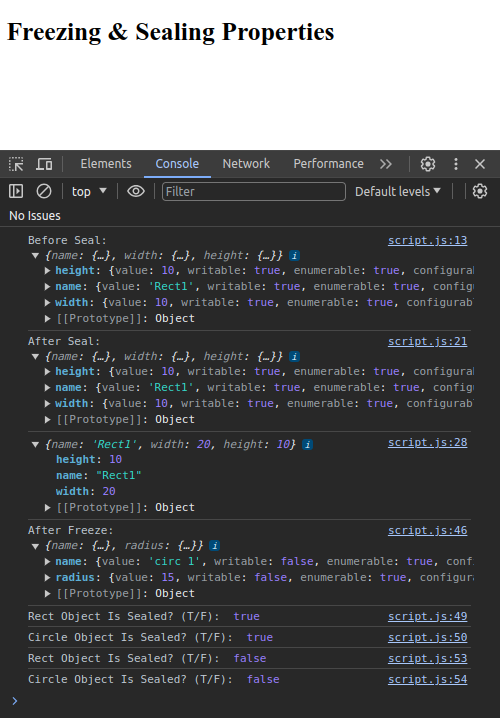 Freezing & Sealing Properties
Elements Console Network Performance
top Filter Default levels
No Issues
Before Seal: script.js:13
{name: {…}, width: {…}, height: {…}} i
height: {value: 10, writable: true, enumerable: true, configura
name: {value: 'Rect1', writable: true, enumerable: true, config
width: {value: 10, writable: true, enumerable: true, configurab
[[Prototype]]: Object
After Seal: script.js:21
{name: {…}, width: {…}, height: {…}} i
height: {value: 10, writable: true, enumerable: true, configura
name: {value: 'Rect1', writable: true, enumerable: true, config
width: {value: 10, writable: true, enumerable: true, configurab
[[Prototype]]: Object
{name: 'Rect1', width: 20, height: 10} i script.js:28
height: 10
name: "Rect1"
width: 20
[[Prototype]]: Object
After Freeze: script.js:46
{name: {…}, radius: {…}} i
name: {value: 'circ 1', writable: false, enumerable: true, conf
radius: {value: 15, writable: false, enumerable: true, configura
[[Prototype]]: Object
Rect Object Is Sealed? (T/F): true script.js:49
Circle Object Is Sealed? (T/F): true script.js:50
Rect Object Is Sealed? (T/F): false script.js:53
Circle Object Is Sealed? (T/F): false script.js:54